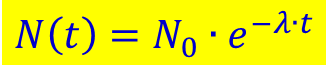 N(t) = N₀ · e^{−λ·t}